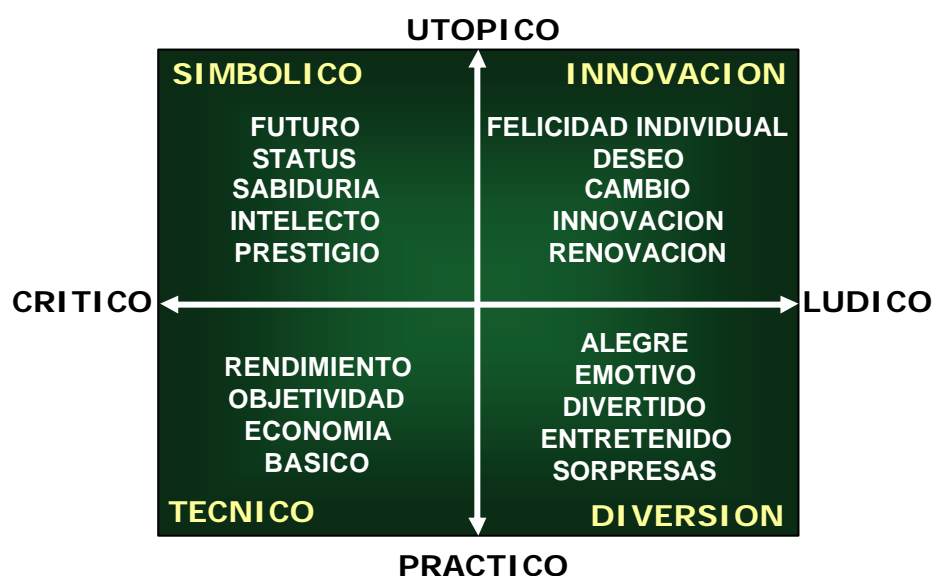 UTOPICO
SIMBOLICO
INNOVACION
FUTURO
STATUS
SABIDURIA
INTELECTO
PRESTIGIO
FELICIDAD INDIVIDUAL
DESEO
CAMBIO
INNOVACION
RENOVACION
CRITICO
LUDICO
RENDIMIENTO
OBJETIVIDAD
ECONOMIA
BASICO
ALEGRE
EMOTIVO
DIVERTIDO
ENTRETENIDO
SORPRESAS
TECNICO
DIVERSION
PRACTICO